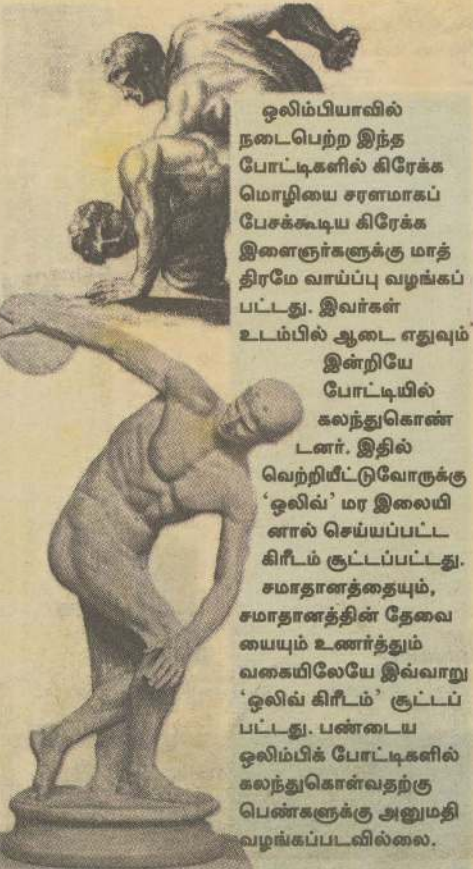 ஒலிம்பியாவில்
நடைபெற்ற இந்த
போட்டிகளில் கிரேக்க
மொழியை சரளமாகப்
பேசக்கூடிய கிரேக்க
இளைஞர்களுக்கு மாத்
திரமே வாய்ப்பு வழங்கப்
பட்டது. இவர்கள்
உடம்பில் ஆடை எதுவும்
இன்றியே
போட்டியில்
கலந்துகொண்
டனர். இதில்
வெற்றியீட்டுவோருக்கு
‘ஒலிவ்’ மர இலையி
னால் செய்யப்பட்ட
கிரீடம் சூட்டப்பட்டது.
சமாதானத்தையும்,
சமாதானத்தின் தேவை
யையும் உணர்த்தும்
வகையிலேயே இவ்வாறு
‘ஒலிவ் கிரீடம்’ சூட்டப்
பட்டது. பண்டைய
ஒலிம்பிக் போட்டிகளில்
கலந்துகொள்வதற்கு
பெண்களுக்கு அனுமதி
வழங்கப்படவில்லை.